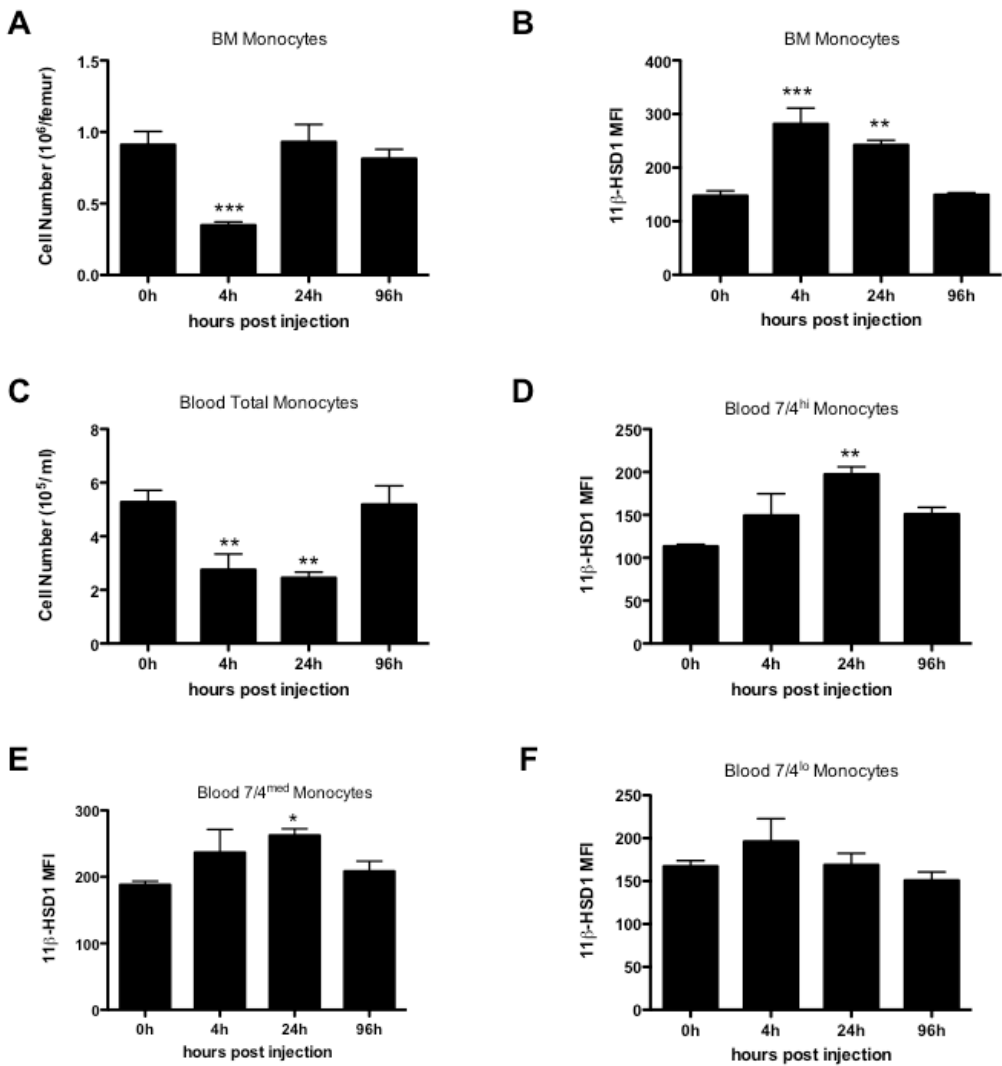 A
BM Monocytes
Cell Number (10⁶/femur)
1.5
1.0
0.5
0.0
***
0h 4h 24h 96h
hours post injection
B
BM Monocytes
11β-HSD1 MFI
400
300
200
100
0
***
**
0h 4h 24h 96h
hours post injection
C
Blood Total Monocytes
Cell Number (10⁵/ml)
8
6
4
2
0
**
**
0h 4h 24h 96h
hours post injection
D
Blood 7/4ʰⁱ Monocytes
11β-HSD1 MFI
250
200
150
100
50
0
**
0h 4h 24h 96h
hours post injection
E
Blood 7/4ᵐᵉᵈ Monocytes
11β-HSD1 MFI
300
200
100
0
*
0h 4h 24h 96h
hours post injection
F
Blood 7/4ˡᵒ Monocytes
11β-HSD1 MFI
250
200
150
100
50
0
0h 4h 24h 96h
hours post injection